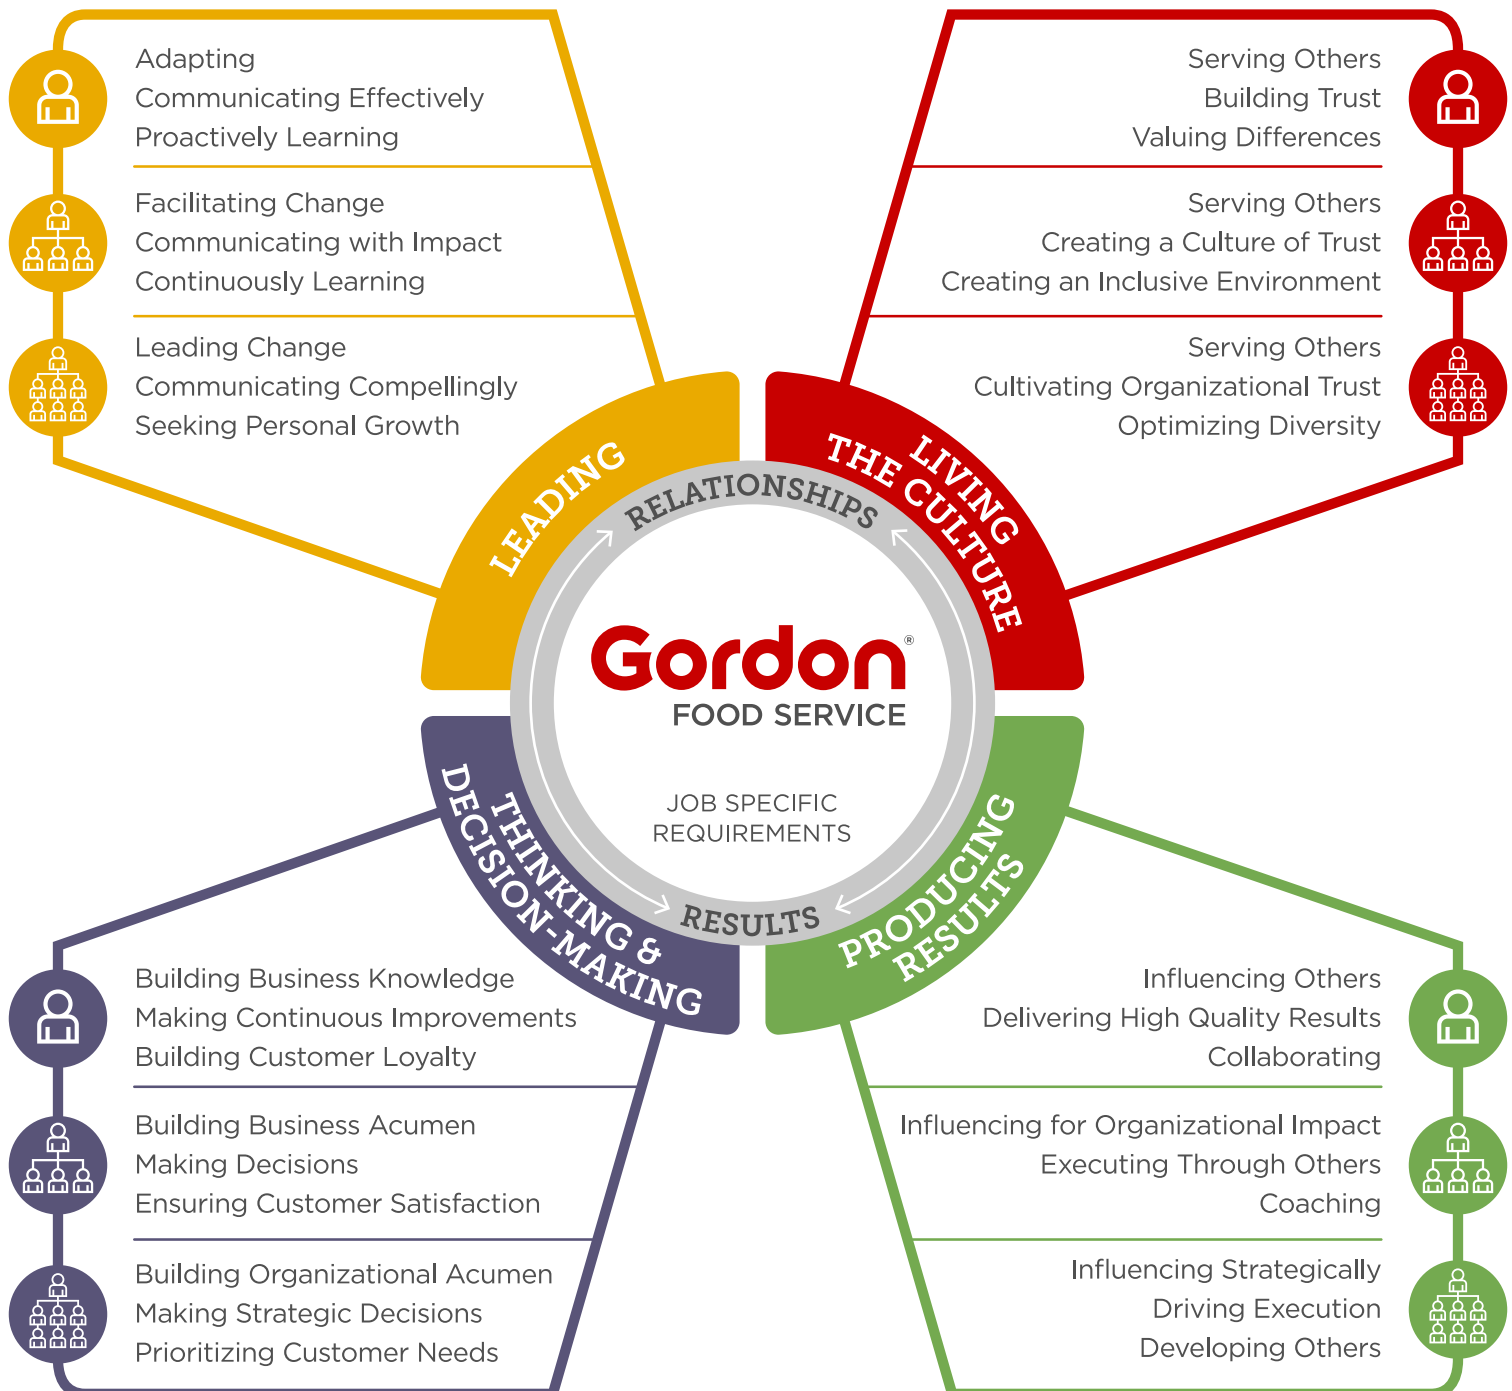 Adapting
Communicating Effectively
Proactively Learning
Facilitating Change
Communicating with Impact
Continuously Learning
Leading Change
Communicating Compellingly
Seeking Personal Growth
Serving Others
Building Trust
Valuing Differences
Serving Others
Creating a Culture of Trust
Creating an Inclusive Environment
Serving Others
Cultivating Organizational Trust
Optimizing Diversity
LEADING
LIVING
THE CULTURE
RELATIONSHIPS
Gordon®
FOOD SERVICE
JOB SPECIFIC
REQUIREMENTS
RESULTS
THINKING &
DECISION-MAKING
PRODUCING
RESULTS
Building Business Knowledge
Making Continuous Improvements
Building Customer Loyalty
Building Business Acumen
Making Decisions
Ensuring Customer Satisfaction
Building Organizational Acumen
Making Strategic Decisions
Prioritizing Customer Needs
Influencing Others
Delivering High Quality Results
Collaborating
Influencing for Organizational Impact
Executing Through Others
Coaching
Influencing Strategically
Driving Execution
Developing Others